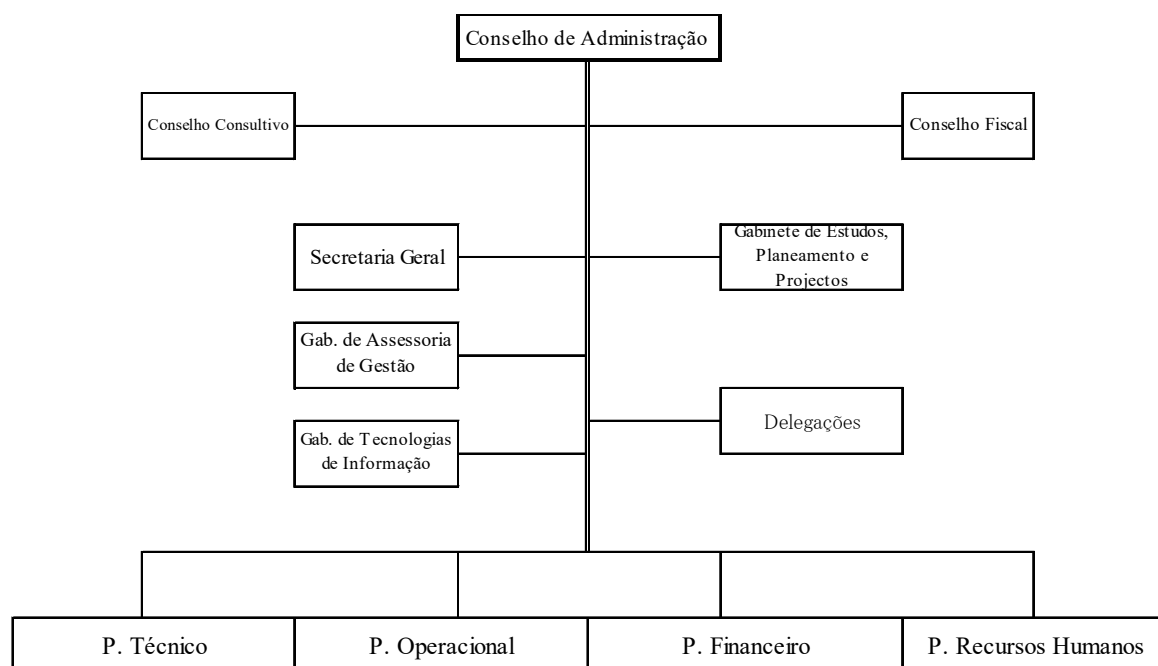 Conselho de Administração
Conselho Consultivo
Conselho Fiscal
Secretaria Geral
Gabinete de Estudos,
Planeamento e
Projectos
Gab. de Assessoria
de Gestão
Delegações
Gab. de Tecnologias
de Informação
P. Técnico
P. Operacional
P. Financeiro
P. Recursos Humanos